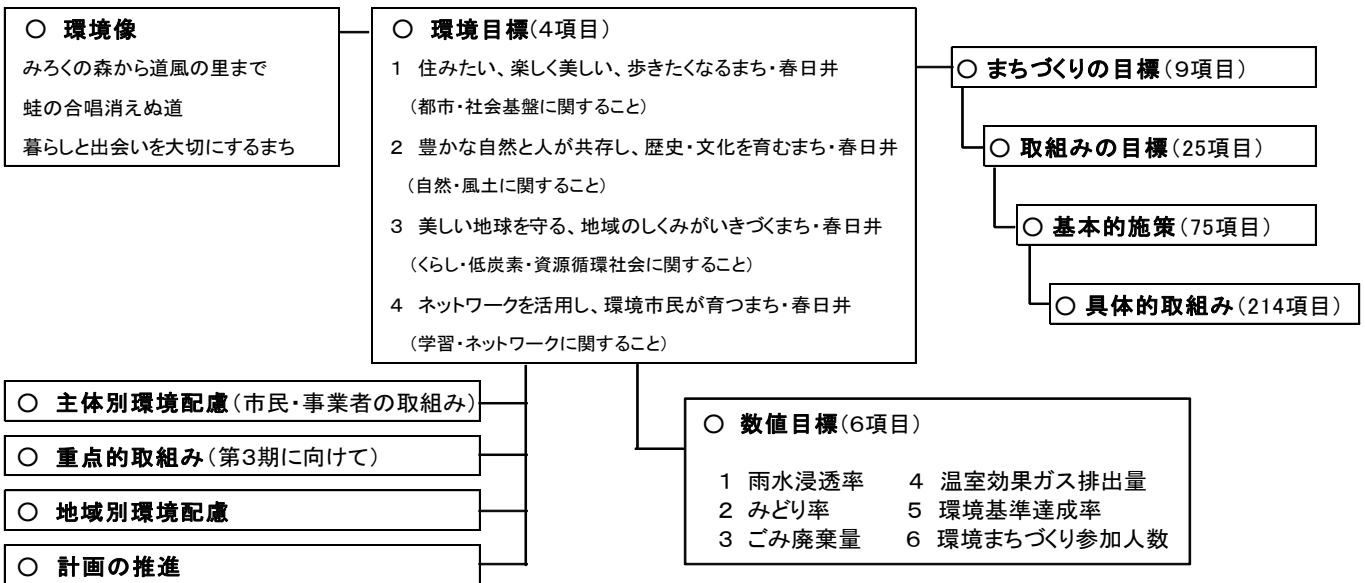 ○ 環境像
みろくの森から道風の里まで
蛙の合唱消えぬ道
暮らしと出会いを大切にするまち
○ 環境目標(4項目)
1 住みたい、楽しく美しい、歩きたくなるまち・春日井
(都市・社会基盤に関すること)
2 豊かな自然と人が共存し、歴史・文化を育むまち・春日井
(自然・風土に関すること)
3 美しい地球を守る、地域のしくみがいきづくまち・春日井
(くらし・低炭素・資源循環社会に関すること)
4 ネットワークを活用し、環境市民が育つまち・春日井
(学習・ネットワークに関すること)
○ まちづくりの目標(9項目)
○ 取組みの目標(25項目)
○ 基本的施策(75項目)
○ 具体的取組み(214項目)
○ 主体別環境配慮(市民・事業者の取組み)
○ 重点的取組み(第3期に向けて)
○ 地域別環境配慮
○ 計画の推進
○ 数値目標(6項目)
1 雨水浸透率 4 温室効果ガス排出量
2 みどり率 5 環境基準達成率
3 ごみ廃棄量 6 環境まちづくり参加人数